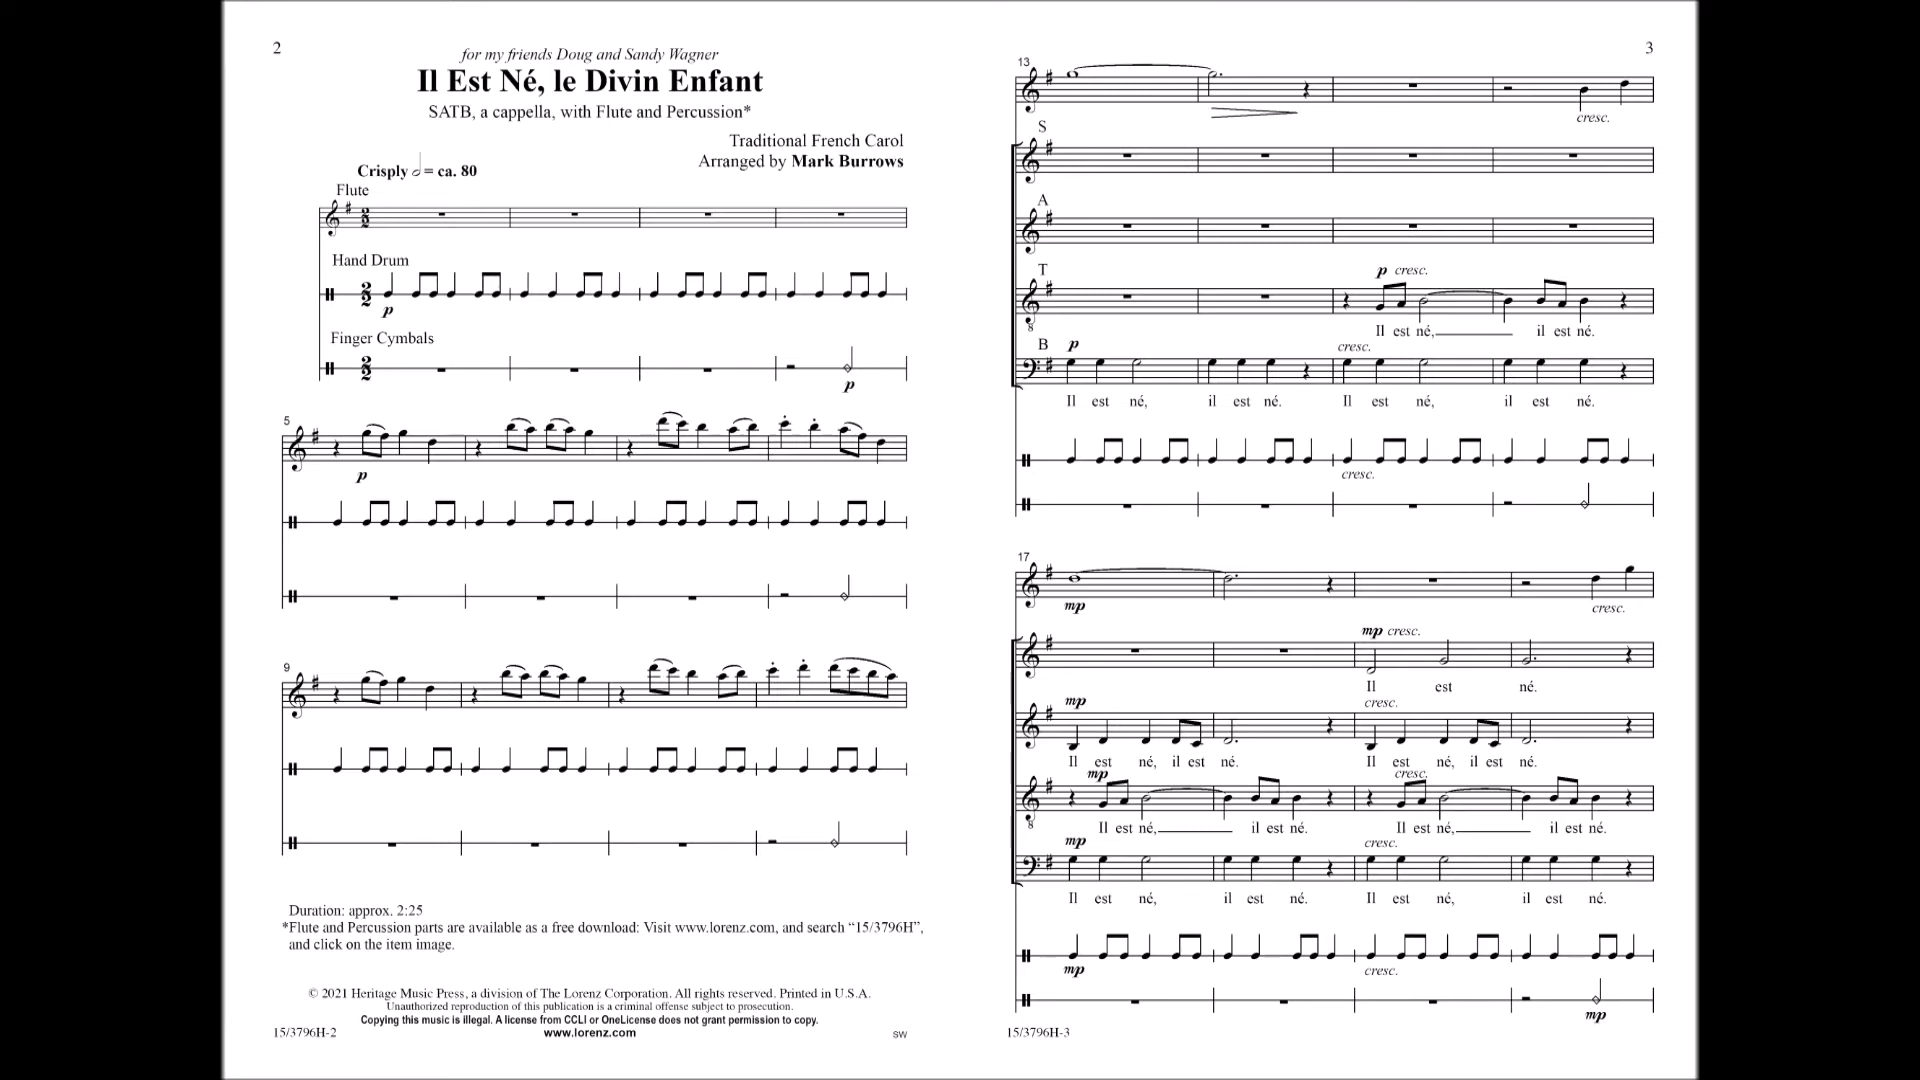 2
for my friends Doug and Sandy Wagner
Il Est Né, le Divin Enfant
SATB, a cappella, with Flute and Percussion*
Traditional French Carol
Arranged by Mark Burrows
Crisply = ca. 80
Flute
2
2
Hand Drum
2
2
p
Finger Cymbals
2
2
p
5
p
9
Duration: approx. 2:25
*Flute and Percussion parts are available as a free download: Visit www.lorenz.com, and search “15/3796H”,
and click on the item image.
© 2021 Heritage Music Press, a division of The Lorenz Corporation. All rights reserved. Printed in U.S.A.
Unauthorized reproduction of this publication is a criminal offense subject to prosecution.
Copying this music is illegal. A license from CCLI or OneLicense does not grant permission to copy.
www.lorenz.com
15/3796H-2
SW
3
13
cresc.
S
A
T
p cresc.
8
Il est né, il est né.
B p cresc.
Il est né, il est né. Il est né, il est né.
cresc.
17
mp cresc.
mp cresc.
Il est né.
mp cresc.
Il est né, il est né. Il est né, il est né.
mp cresc.
8
Il est né, il est né. Il est né, il est né.
mp cresc.
Il est né, il est né. Il est né, il est né.
mp cresc.
mp
15/3796H-3